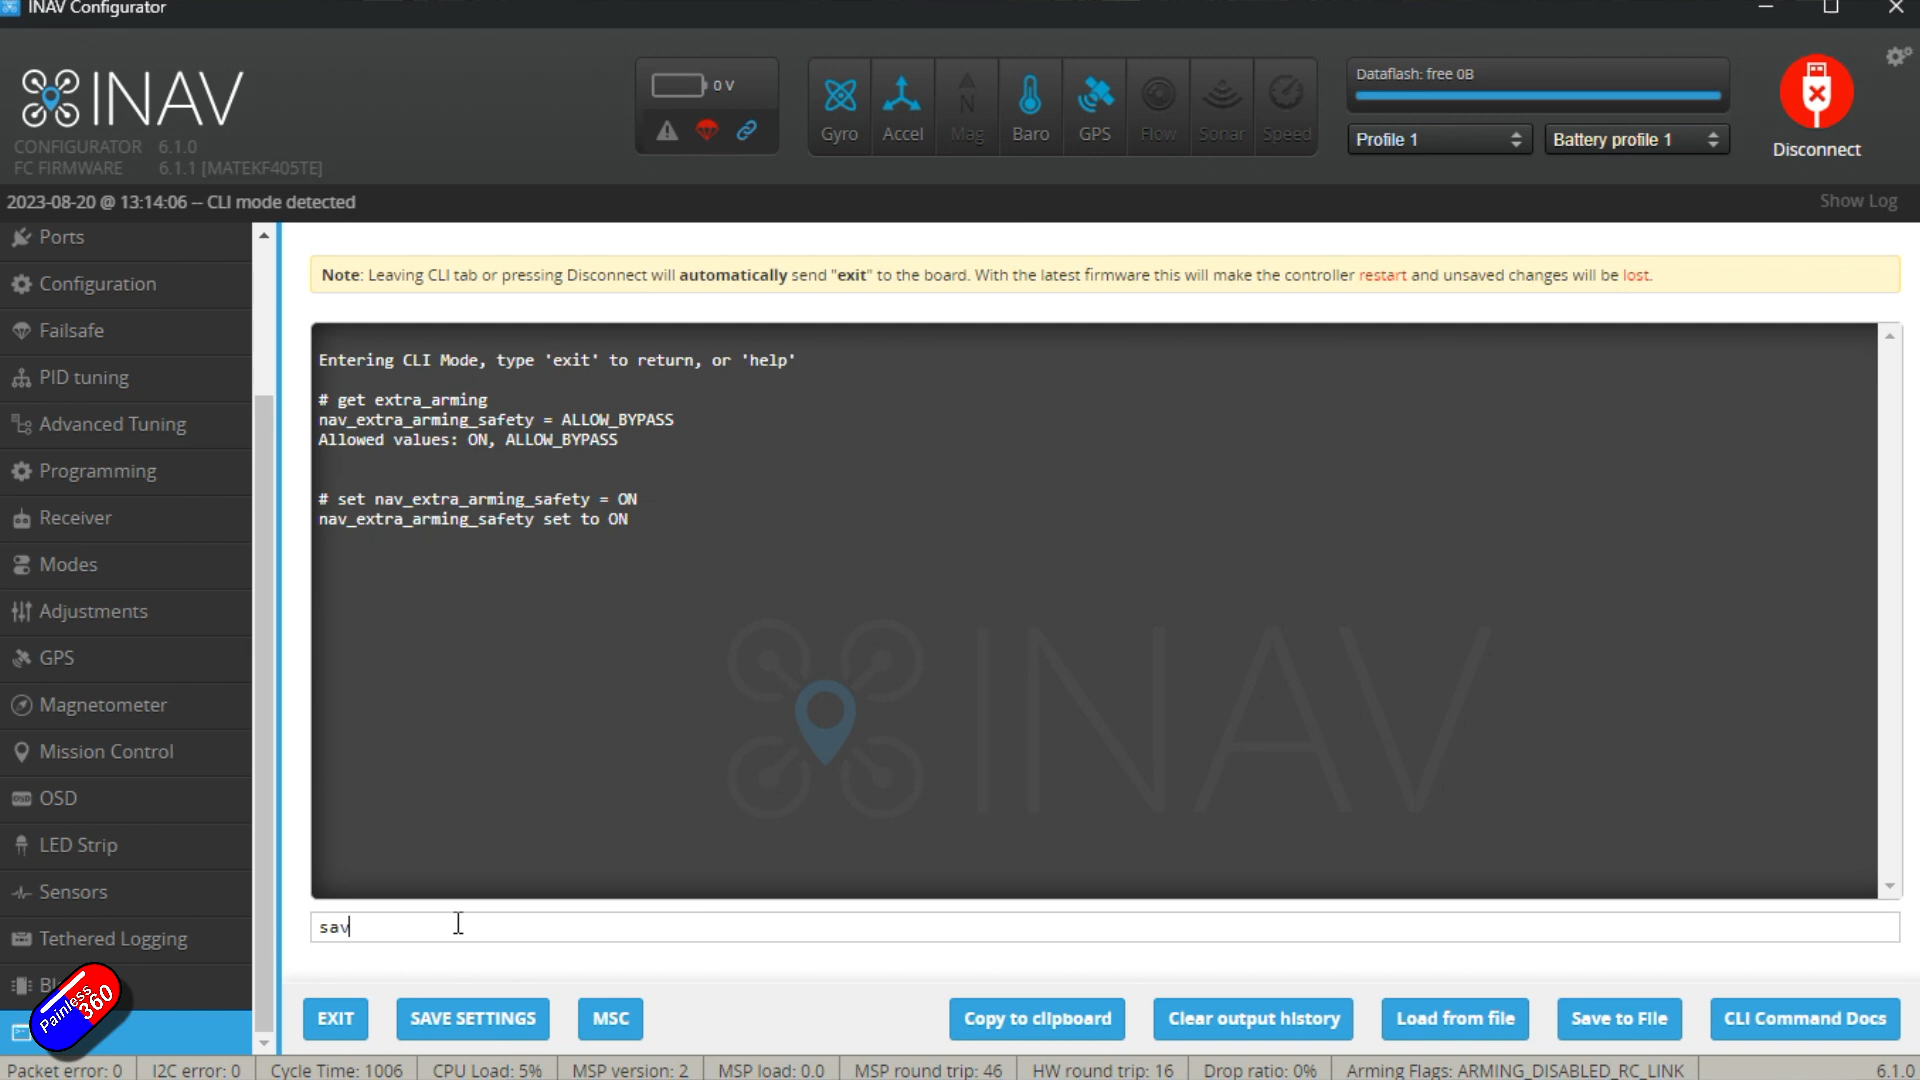 INAV Configurator
INAV
CONFIGURATOR 6.1.0
FC FIRMWARE 6.1.1 [MATEKF405TE]
0 V
Gyro
Accel
Mag
Baro
GPS
Flow
Sonar
Speed
Dataflash: free 0B
Profile 1
Battery profile 1
Disconnect
2023-08-20 @ 13:14:06 -- CLI mode detected
Show Log
Ports
Configuration
Failsafe
PID tuning
Advanced Tuning
Programming
Receiver
Modes
Adjustments
GPS
Magnetometer
Mission Control
OSD
LED Strip
Sensors
Tethered Logging
Painless
360
Note: Leaving CLI tab or pressing Disconnect will automatically send "exit" to the board. With the latest firmware this will make the controller restart and unsaved changes will be lost.
Entering CLI Mode, type 'exit' to return, or 'help'
# get extra_arming
nav_extra_arming_safety = ALLOW_BYPASS
Allowed values: ON, ALLOW_BYPASS
# set nav_extra_arming_safety = ON
nav_extra_arming_safety set to ON
INAV
sav
EXIT
SAVE SETTINGS
MSC
Copy to clipboard
Clear output history
Load from file
Save to File
CLI Command Docs
Packet error: 0
I2C error: 0
Cycle Time: 1006
CPU Load: 5%
MSP version: 2
MSP load: 0.0
MSP round trip: 46
HW round trip: 16
Drop ratio: 0%
Arming Flags: ARMING_DISABLED_RC_LINK
6.1.0